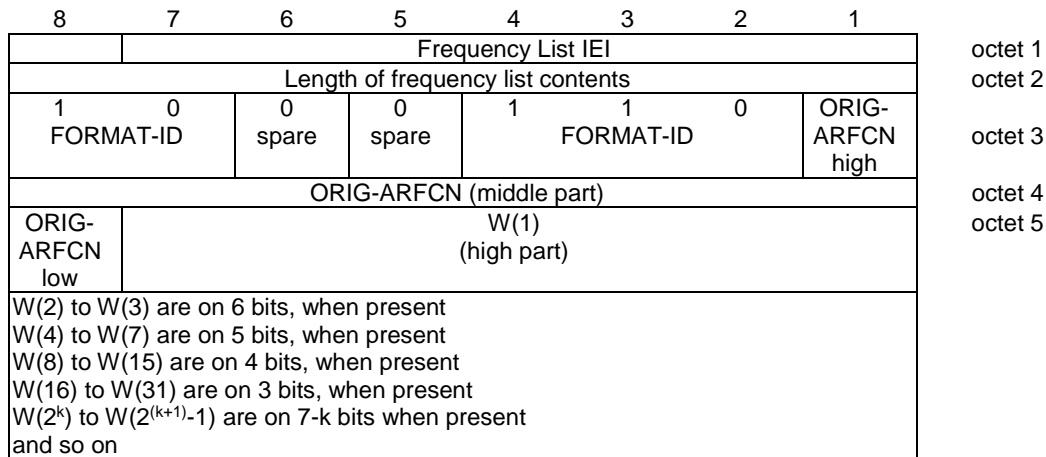 8 7 6 5 4 3 2 1
Frequency List IEI octet 1
Length of frequency list contents octet 2
1 0 0 0 1 1 0 ORIG-
FORMAT-ID spare spare FORMAT-ID ARFCN octet 3
high
ORIG-ARFCN (middle part) octet 4
ORIG- W(1) octet 5
ARFCN (high part)
low
W(2) to W(3) are on 6 bits, when present
W(4) to W(7) are on 5 bits, when present
W(8) to W(15) are on 4 bits, when present
W(16) to W(31) are on 3 bits, when present
W(2ᵏ) to W(2⁽ᵏ⁺¹⁾-1) are on 7-k bits when present
and so on